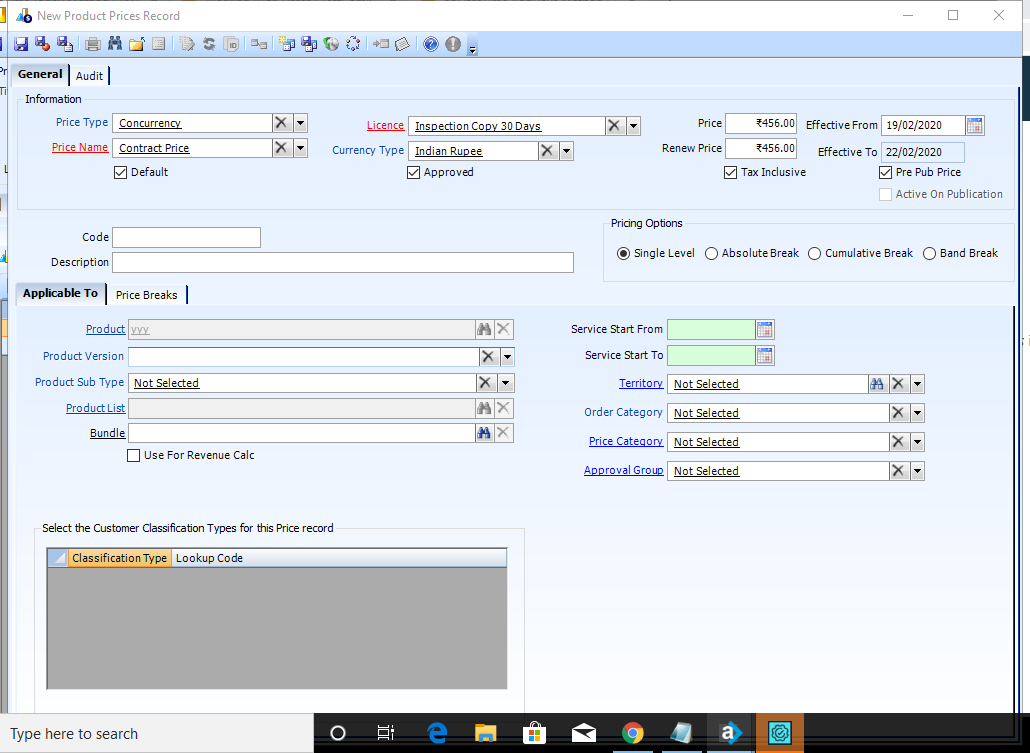 New Product Prices Record
General Audit
Information
Price Type Concurrency Licence Inspection Copy 30 Days Price ₹456.00 Effective From 19/02/2020
Price Name Contract Price Currency Type Indian Rupee Renew Price ₹456.00 Effective To 22/02/2020
Default Approved Tax Inclusive Pre Pub Price
Active On Publication
Code
Description
Pricing Options
Single Level Absolute Break Cumulative Break Band Break
Applicable To Price Breaks
Product yyy Service Start From
Product Version Service Start To
Product Sub Type Not Selected Territory Not Selected
Product List Order Category Not Selected
Bundle Price Category Not Selected
Use For Revenue Calc Approval Group Not Selected
Select the Customer Classification Types for this Price record
Classification Type Lookup Code
Type here to search